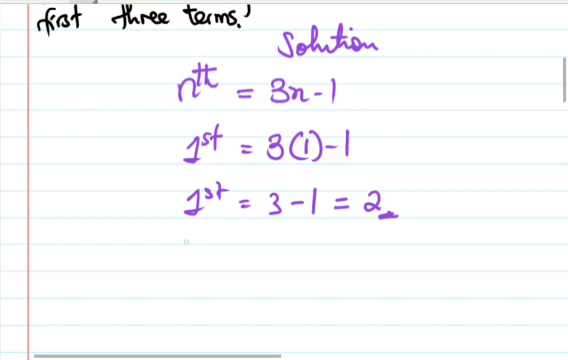 first three terms?
Solution
nth = 3n-1
1st = 3(1)-1
1st = 3-1 = 2